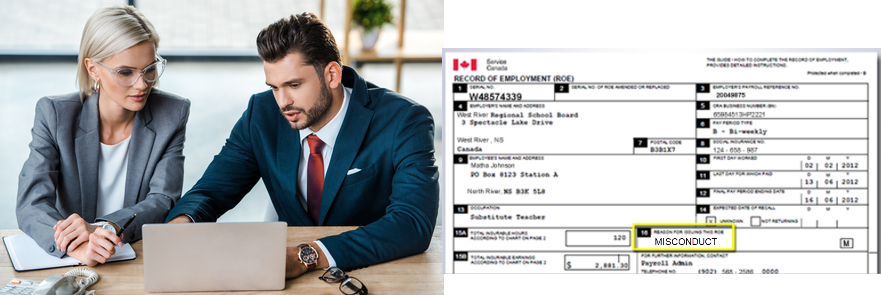 Service
Canada
THE GUIDE - HOW TO COMPLETE THE RECORD OF EMPLOYMENT,
PROVIDES DETAILED INSTRUCTIONS.
RECORD OF EMPLOYMENT (ROE)
Protected when completed - B
1 SERIAL NO.
W48574339
2 SERIAL NO. OF ROE AMENDED OR REPLACED
3 EMPLOYER'S PAYROLL REFERENCE NO.
20049875
4 EMPLOYER'S NAME AND ADDRESS
West River Regional School Board
3 Spectacle Lake Drive
West River , NS
Canada
5 CRA BUSINESS NUMBER (BN)
6 PAY PERIOD TYPE
B - Bi-weekly
7 POSTAL CODE
B3B1X7
8 SOCIAL INSURANCE NO.
124 - 658 - 987
9 EMPLOYEE'S NAME AND ADDRESS
Matha Johnson
PO Box 8123 Station A
North River, NS B3K 5L8
10 FIRST DAY WORKED
D M Y
02 02 2012
11 LAST DAY FOR WHICH PAID
D M Y
13 06 2012
12 FINAL PAY PERIOD ENDING DATE
D M Y
16 06 2012
13 OCCUPATION
Substitute Teacher
14 EXPECTED DATE OF RECALL
D M Y
UNKNOWN NOT RETURNING
15A TOTAL INSURABLE HOURS
ACCORDING TO CHART ON PAGE 2
120
16 REASON FOR ISSUING THIS ROE
MISCONDUCT
M
15B TOTAL INSURABLE EARNINGS
ACCORDING TO CHART ON PAGE 2
$ 2,881.30
FOR FURTHER INFORMATION, CONTACT
Payroll Admin
TELEPHONE NO. (902) 568 - 2586 0000